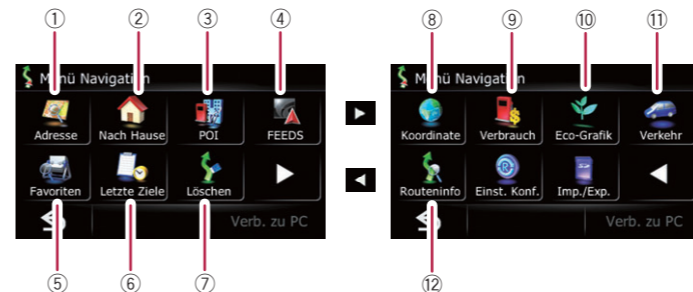 ① ② ③ ④
Menü Navigation
Adresse Nach Hause POI FEEDS
Favoriten Letzte Ziele Löschen
Verb. zu PC
⑤ ⑥ ⑦
⑧ ⑨ ⑩ ⑪
Menü Navigation
Koordinate Verbrauch Eco-Grafik Verkehr
Routeninfo Einst. Konf. Imp./Exp.
Verb. zu PC
⑫